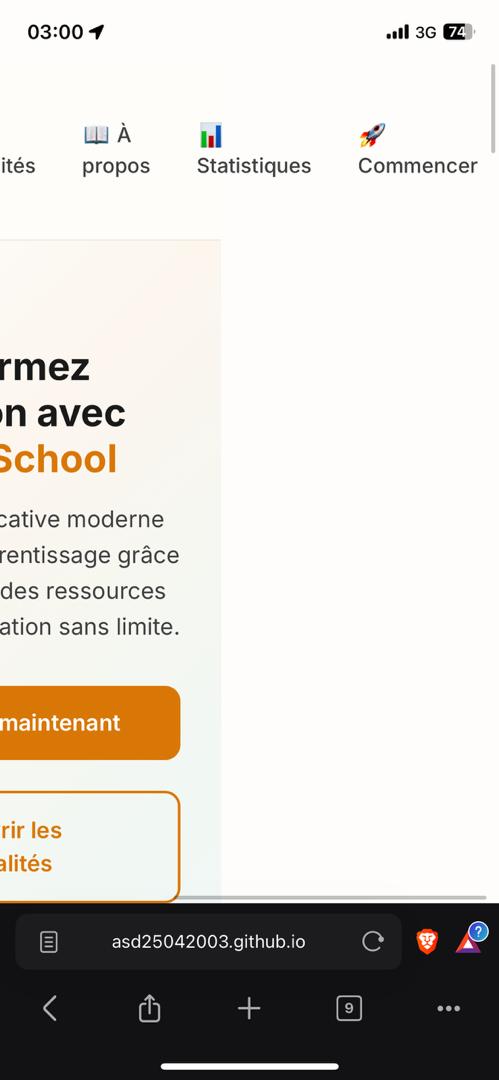 03:00
3G 74
ités
À propos
Statistiques
Commencer
rmez
on avec
School
cative moderne
rentissage grâce
des ressources
ation sans limite.
maintenant
rir les
alités
asd25042003.github.io
?
9